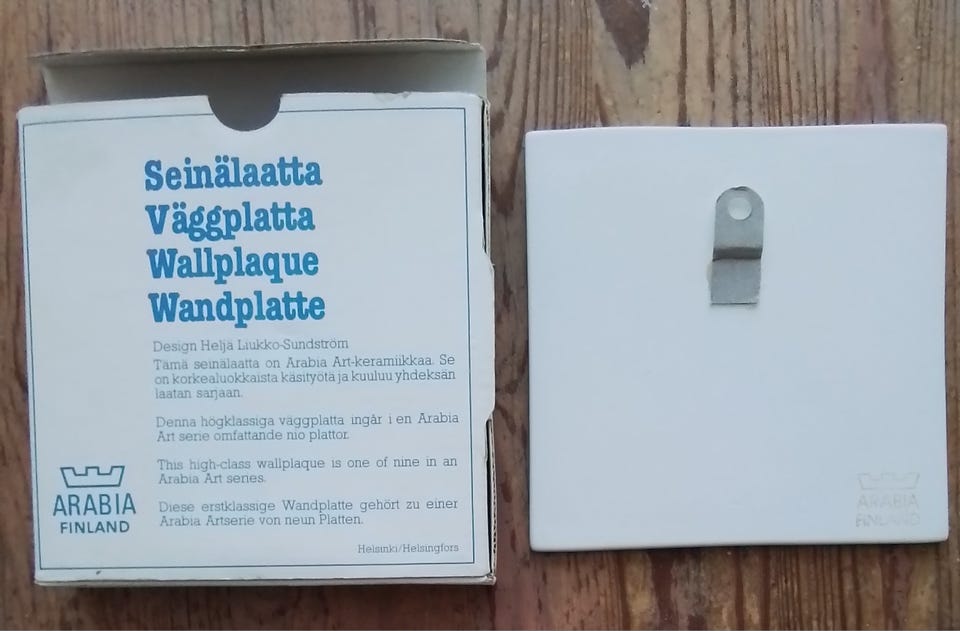 Seinälaatta
Väggplatta
Wallplaque
Wandplatte
Design Heljä Liukko-Sundström
Tämä seinälaatta on Arabia Art-keramiikkaa. Se
on korkealuokkaista käsityötä ja kuuluu yhdeksän
laatan sarjaan.
Denna högklassiga väggplatta ingår i en Arabia
Art serie omfattande nio plattor.
This high-class wallplaque is one of nine in an
Arabia Art series.
Diese erstklassige Wandplatte gehört zu einer
Arabia Artserie von neun Platten.
Helsinki/Helsingfors
ARABIA
FINLAND
ARABIA
FINLAND